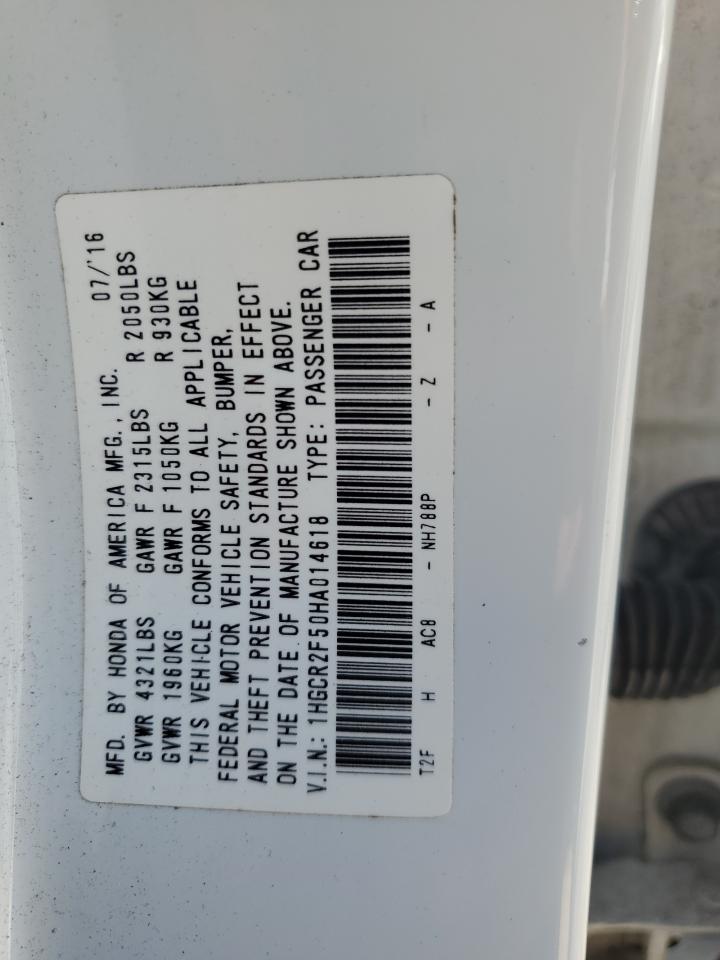 MFD. BY HONDA OF AMERICA MFG., INC. 07/'16
GVWR 4321LBS GAWR F 2315LBS R 2050LBS
GVWR 1960KG GAWR F 1050KG R 930KG
THIS VEHICLE CONFORMS TO ALL APPLICABLE
FEDERAL MOTOR VEHICLE SAFETY, BUMPER,
AND THEFT PREVENTION STANDARDS IN EFFECT
ON THE DATE OF MANUFACTURE SHOWN ABOVE.
V.I.N.: 1HGCR2F50HA014618 TYPE: PASSENGER CAR
T2F H AC8 - NH788P - Z - A